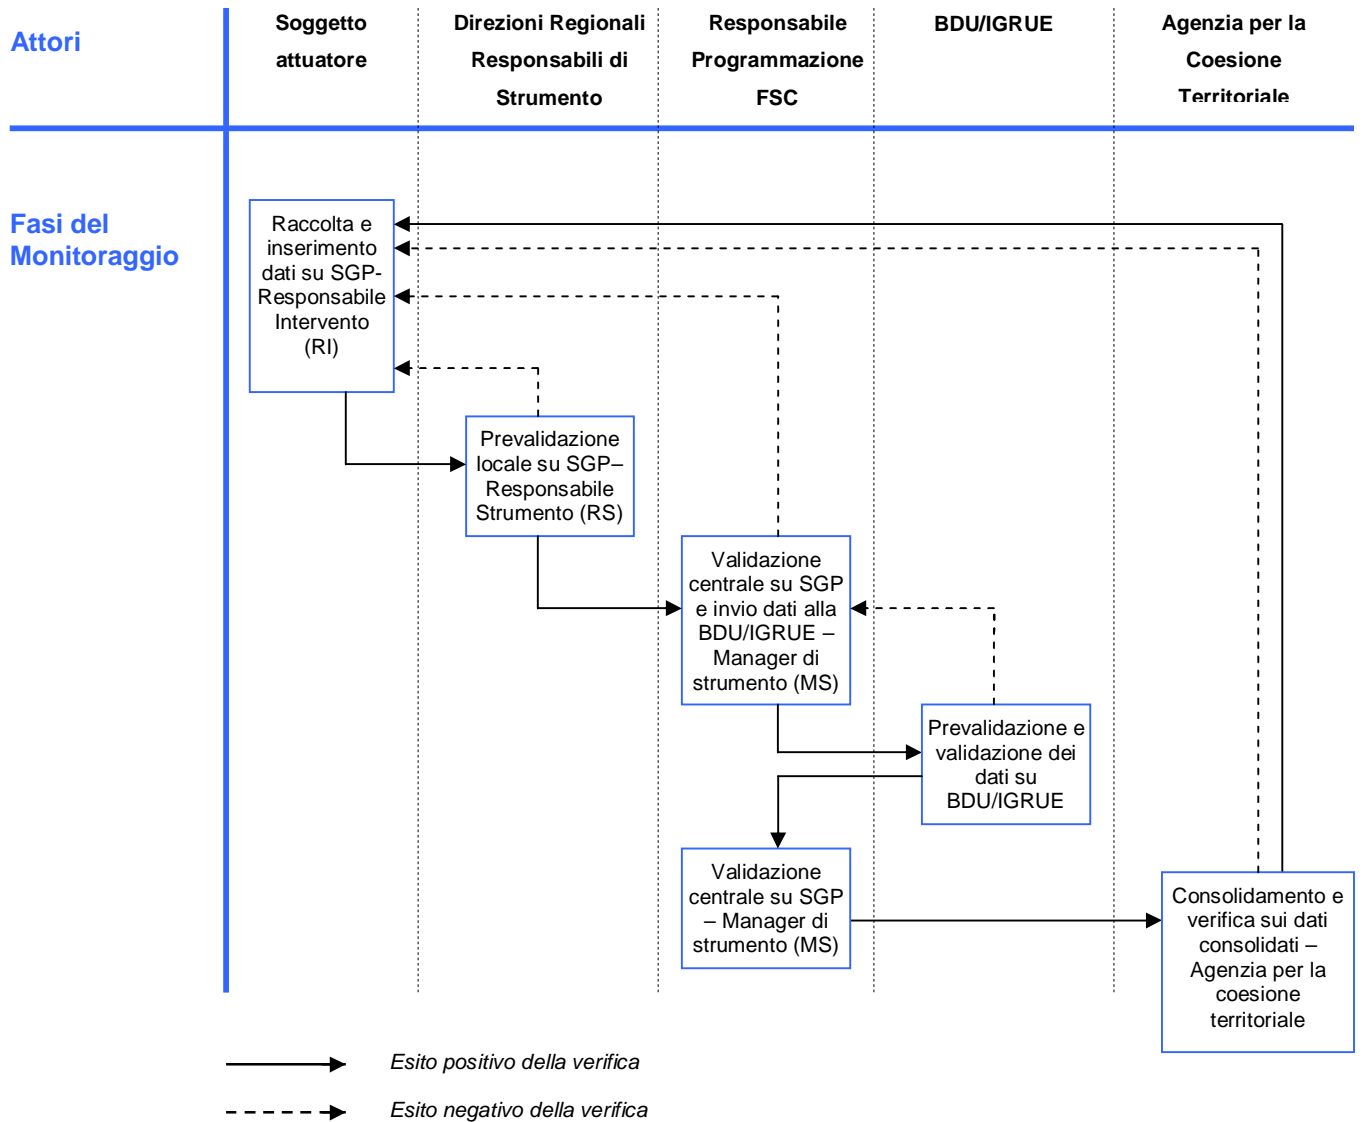 Attori
Soggetto
attuatore
Direzioni Regionali
Responsabili di
Strumento
Responsabile
Programmazione
FSC
BDU/IGRUE
Agenzia per la
Coesione
Territoriale
Fasi del
Monitoraggio
Raccolta e
inserimento
dati su SGP-
Responsabile
Intervento
(RI)
Prevalidazione
locale su SGP–
Responsabile
Strumento (RS)
Validazione
centrale su SGP
e invio dati alla
BDU/IGRUE –
Manager di
strumento (MS)
Prevalidazione e
validazione dei
dati su
BDU/IGRUE
Validazione
centrale su SGP
– Manager di
strumento (MS)
Consolidamento e
verifica sui dati
consolidati –
Agenzia per la
coesione
territoriale
Esito positivo della verifica
Esito negativo della verifica